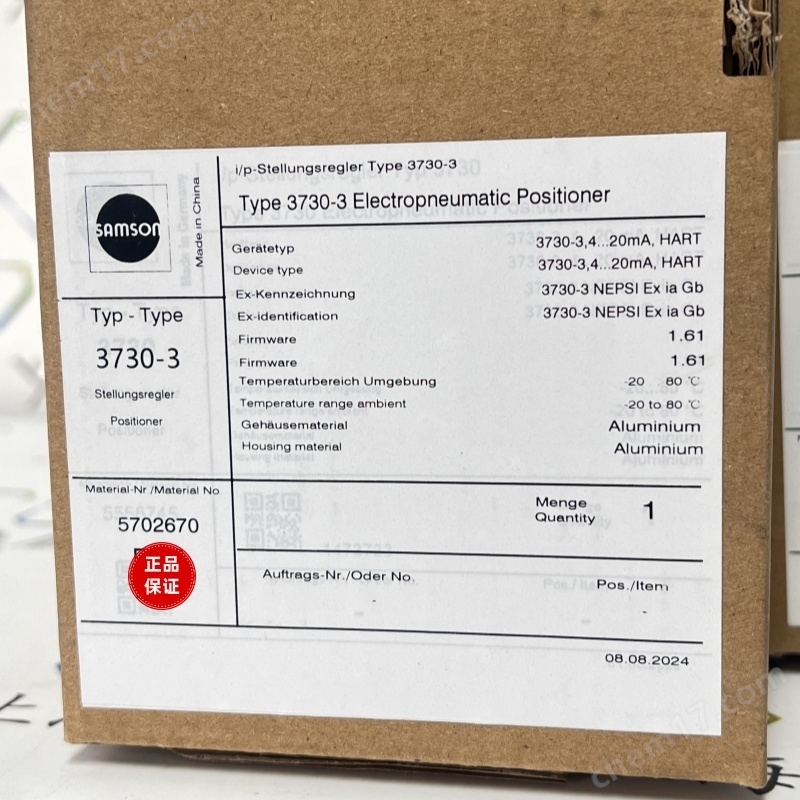 i/p-Stellungsregler Type 3730-3
Type 3730-3 Electropneumatic Positioner
SAMSON
Made in China
Gerätetyp 3730-3,4...20mA, HART
Device type 3730-3,4...20mA, HART
Ex-Kennzeichnung 3730-3 NEPSI Ex ia Gb
Ex-identification 3730-3 NEPSI Ex ia Gb
Firmware 1.61
Firmware 1.61
Temperaturbereich Umgebung -20 80 ℃
Temperature range ambient -20 to 80 ℃
Gehäusematerial Aluminium
Housing material Aluminium
Typ - Type
3730-3
Stellungsregler
Positioner
Material-Nr./Material No
5702670
正品
保证
Menge
Quantity
1
Auftrags-Nr./Oder No.
-
Pos./Item
-
08.08.2024
chem17.com
chem17.com